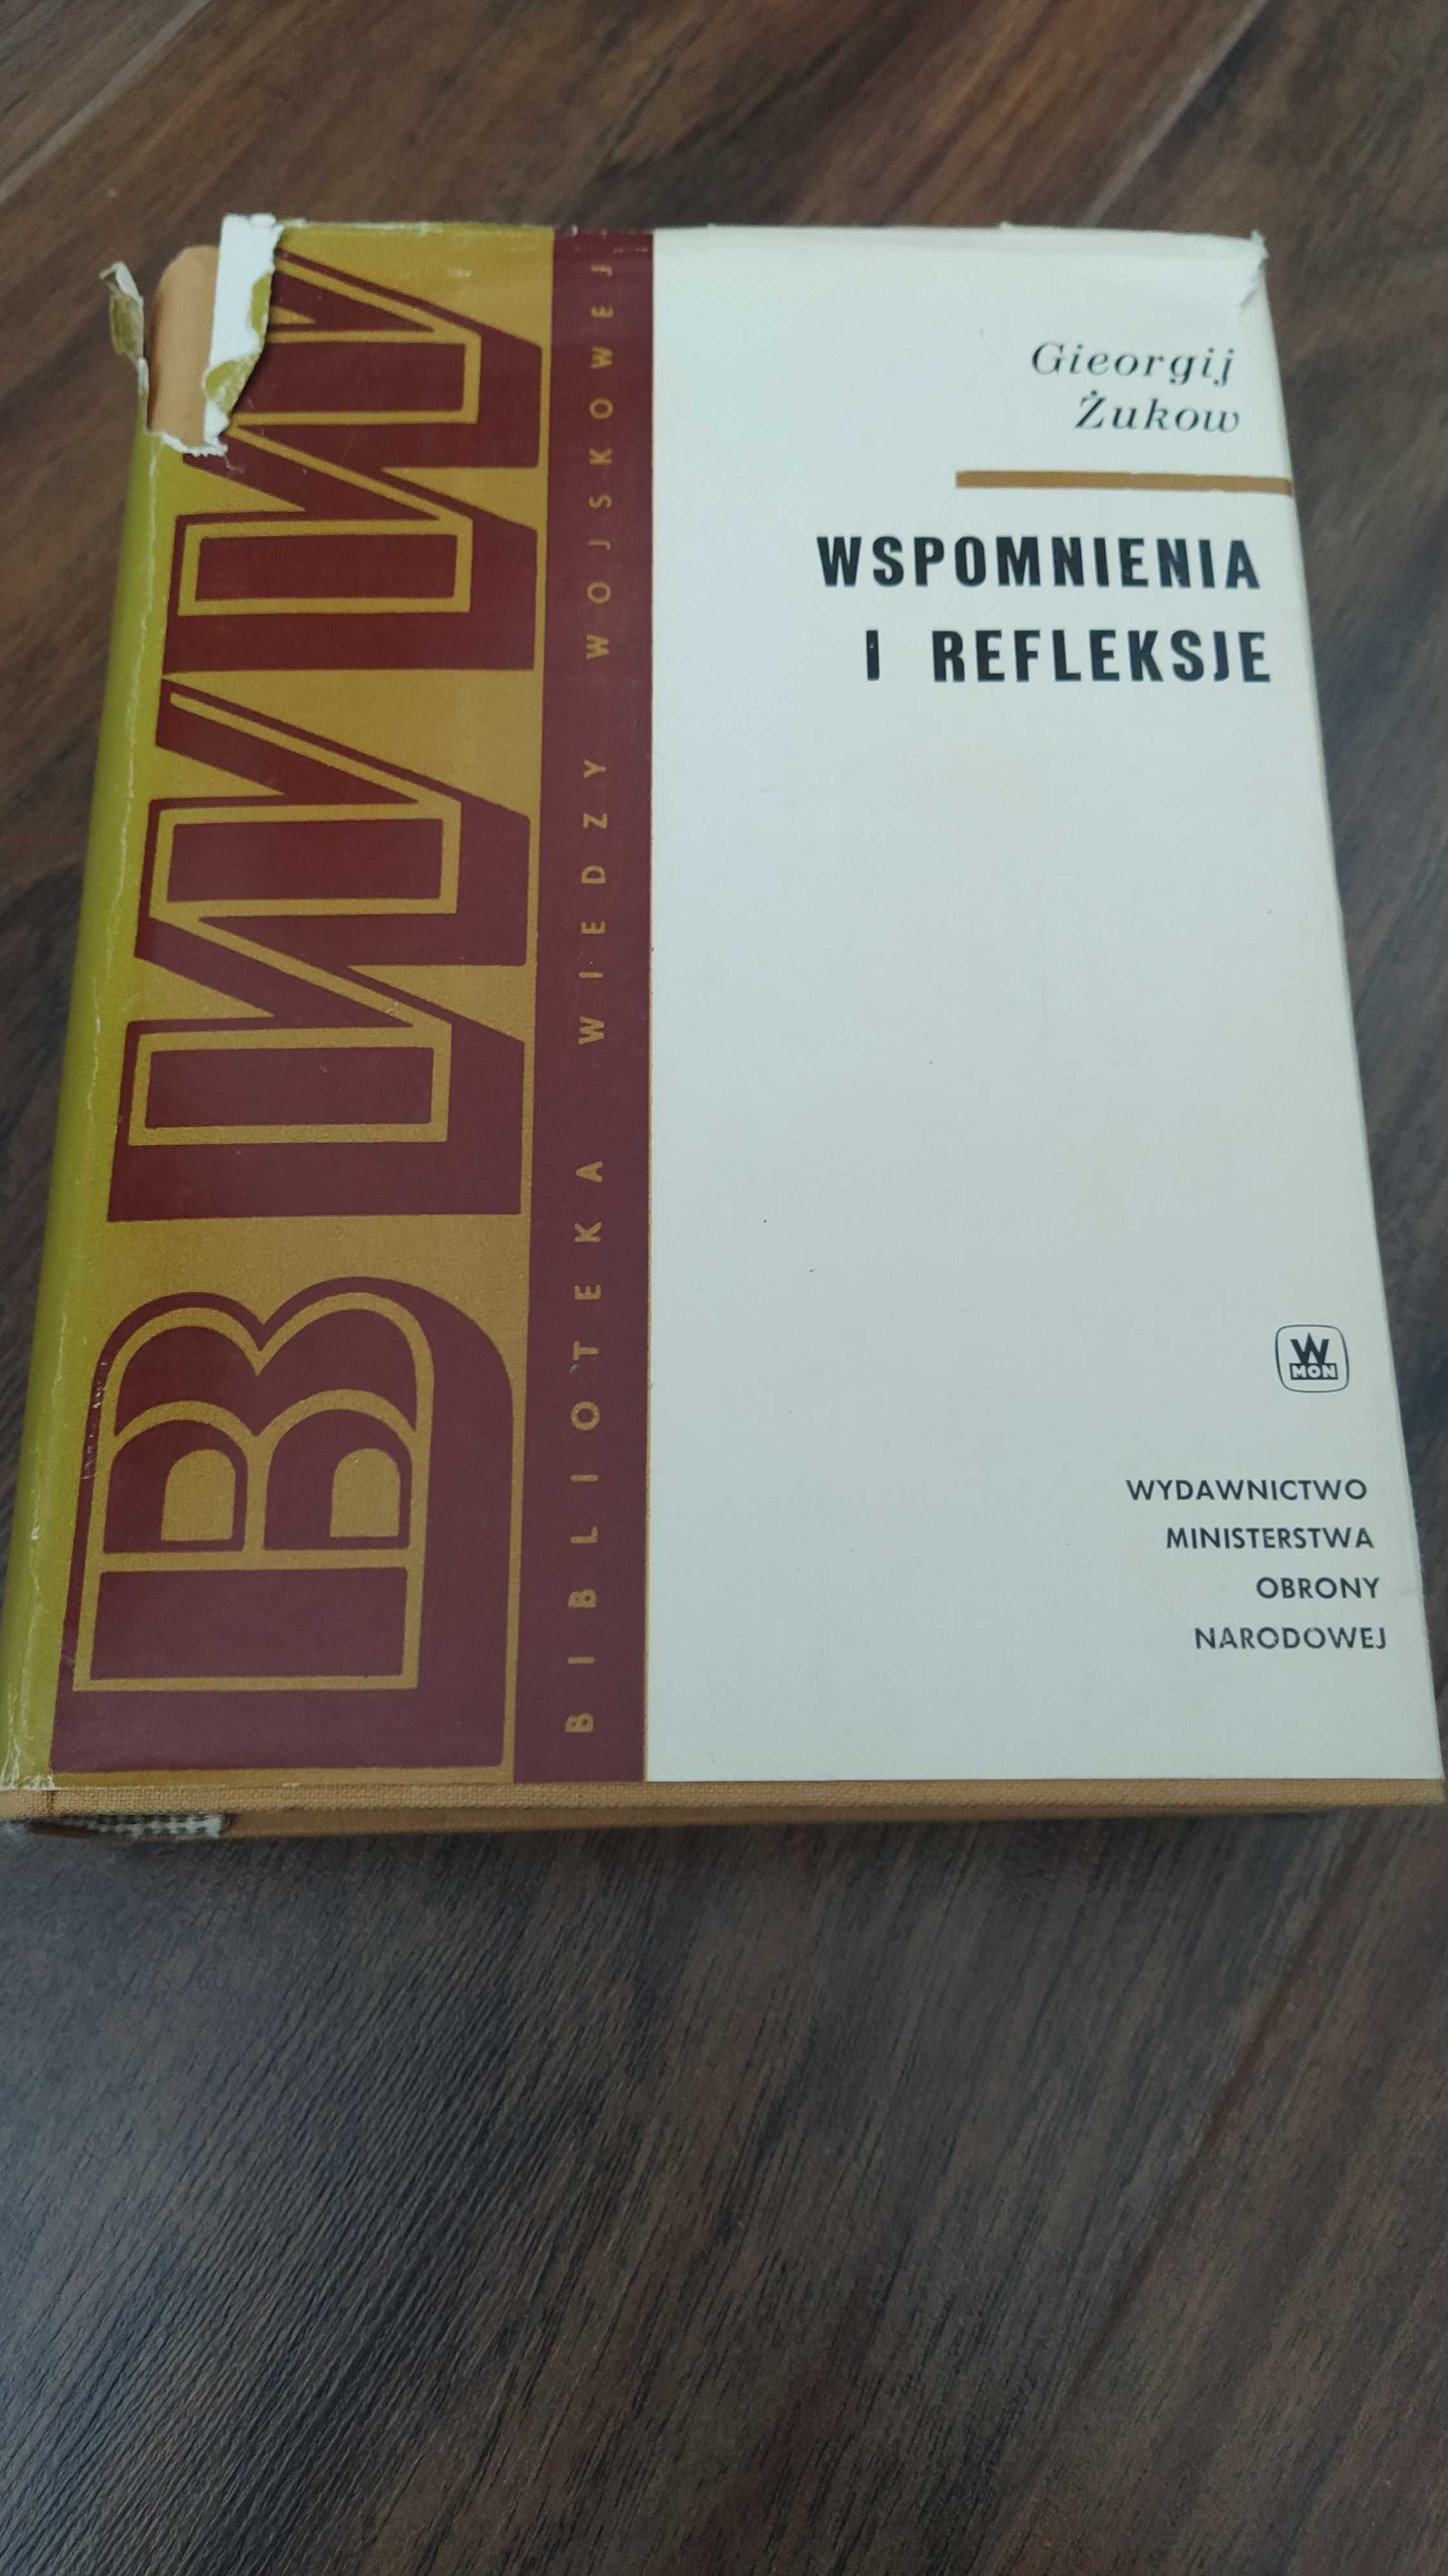 BWW
BIBLIOTEKA WIEDZY WOJSKOWEJ
Gieorgij
Żukow
WSPOMNIENIA
I REFLEKSJE
W
MON
WYDAWNICTWO
MINISTERSTWA
OBRONY
NARODOWEJ